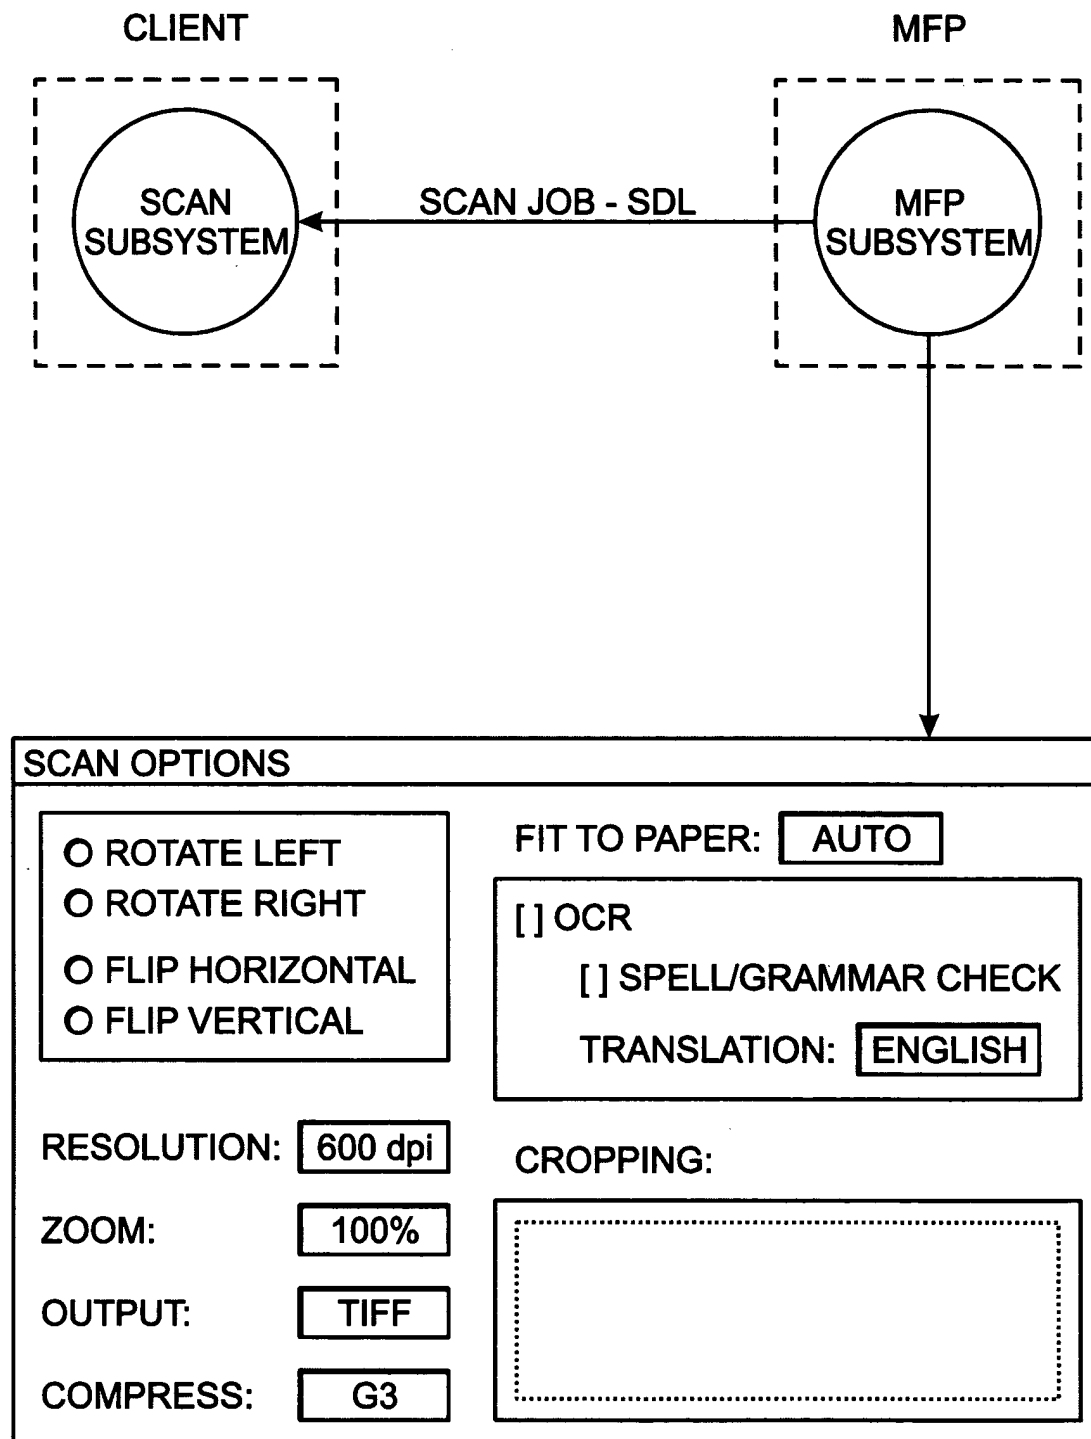 CLIENT
MFP
SCAN
SUBSYSTEM
SCAN JOB - SDL
MFP
SUBSYSTEM
SCAN OPTIONS
ROTATE LEFT
ROTATE RIGHT
FLIP HORIZONTAL
FLIP VERTICAL
FIT TO PAPER: AUTO
[ ] OCR
[ ] SPELL/GRAMMAR CHECK
TRANSLATION: ENGLISH
RESOLUTION: 600 dpi
ZOOM: 100%
OUTPUT: TIFF
COMPRESS: G3
CROPPING: